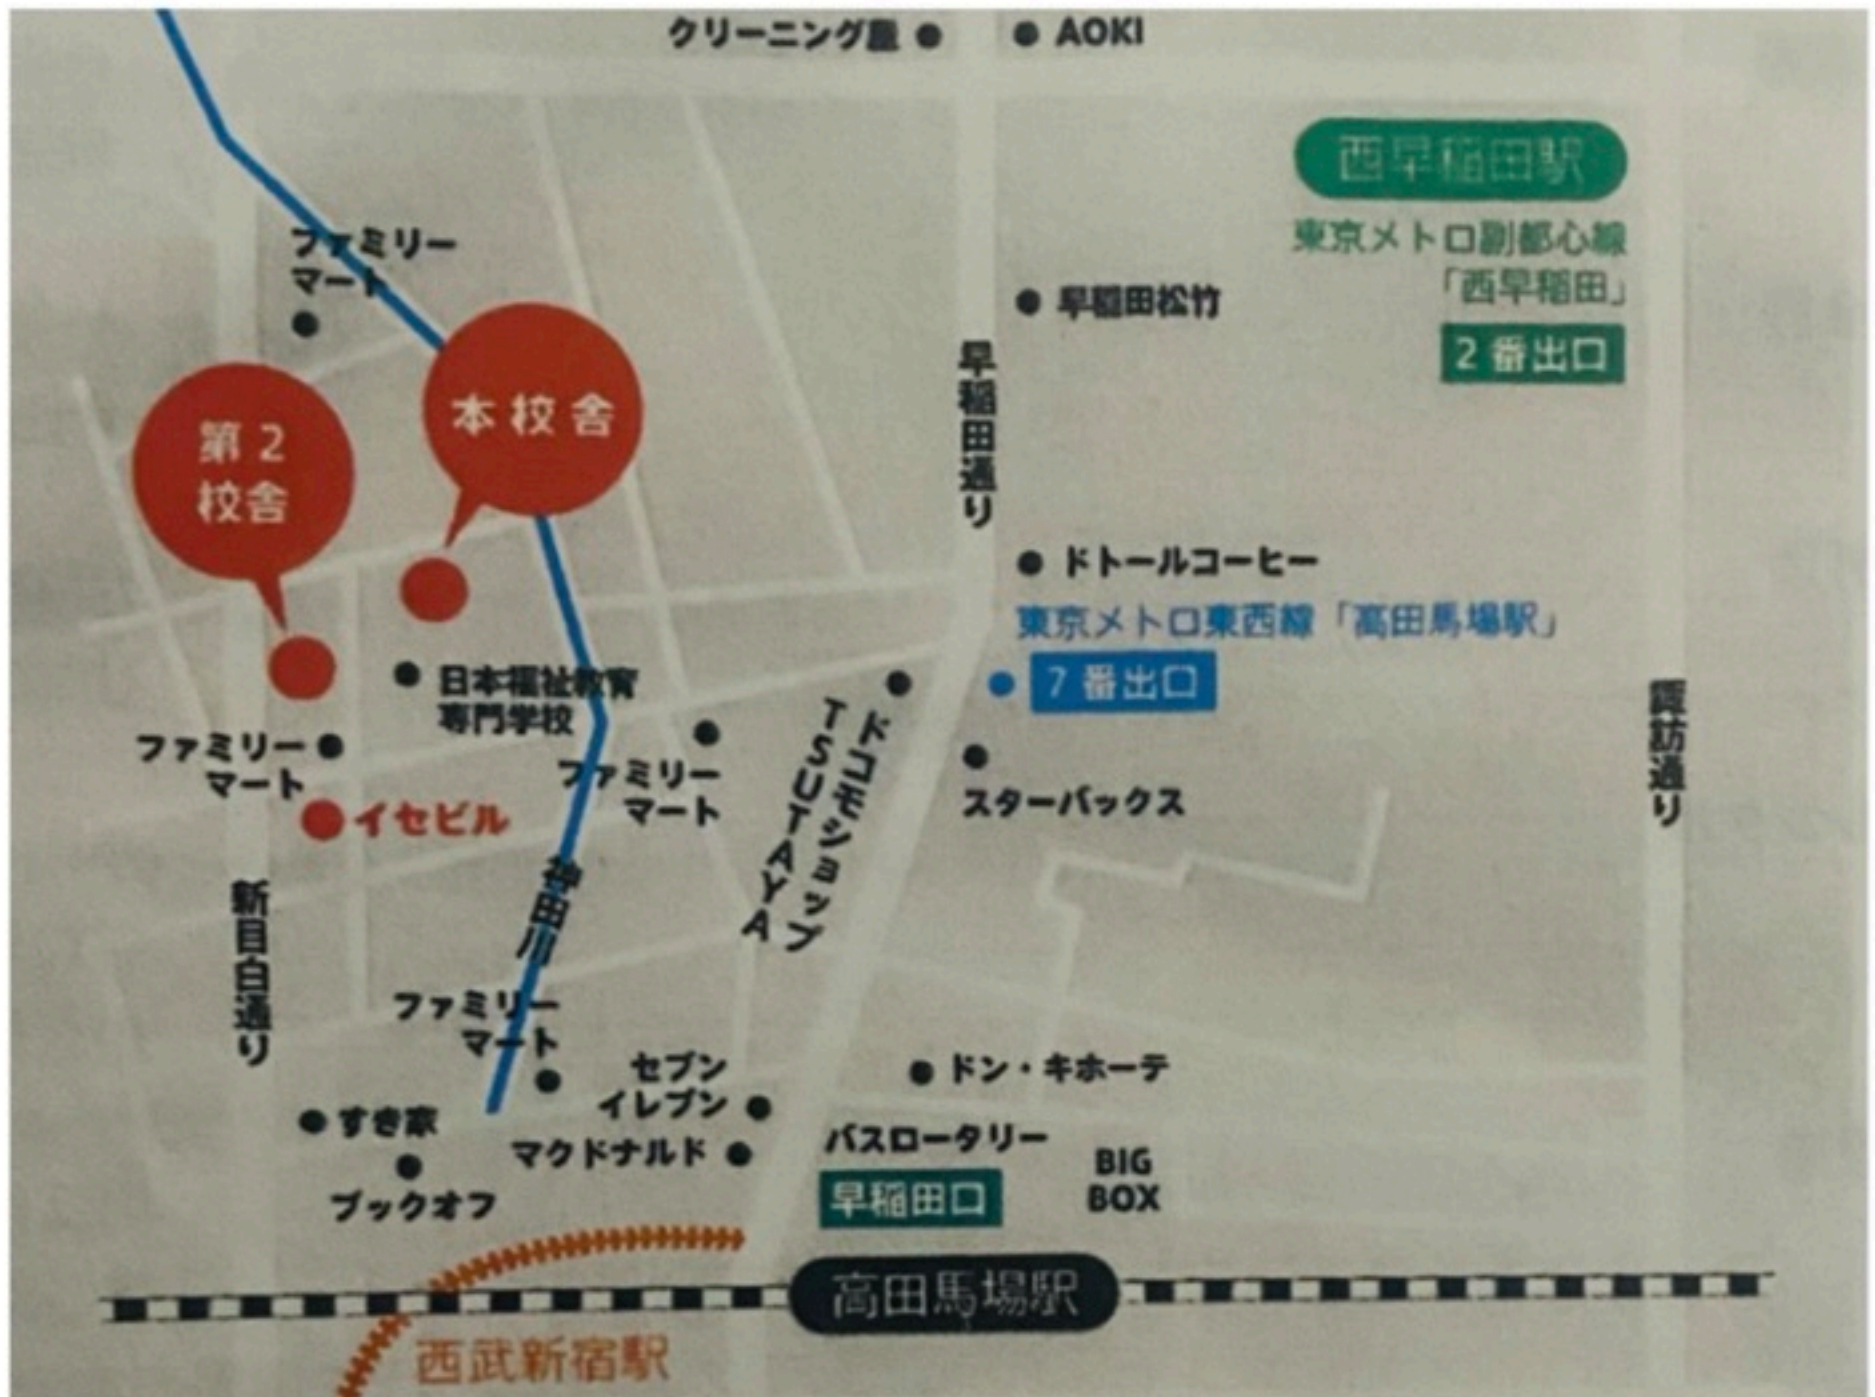 クリーニング屋
AOKI
西早稲田駅
東京メトロ副都心線
「西早稲田」
2番出口
ファミリー
マート
早稲田松竹
早稲田通り
本校舎
第2
校舎
ドトールコーヒー
東京メトロ東西線「高田馬場駅」
7番出口
日本福祉教育
専門学校
ファミリー
マート
ファミリー
マート
イセビル
ドコモショップ
TSUTAYA
スターバックス
諏訪通り
神田川
新目白通り
ファミリー
マート
セブン
イレブン
ドン・キホーテ
すき家
マクドナルド
バスロータリー
BIG
BOX
ブックオフ
早稲田口
高田馬場駅
西武新宿駅